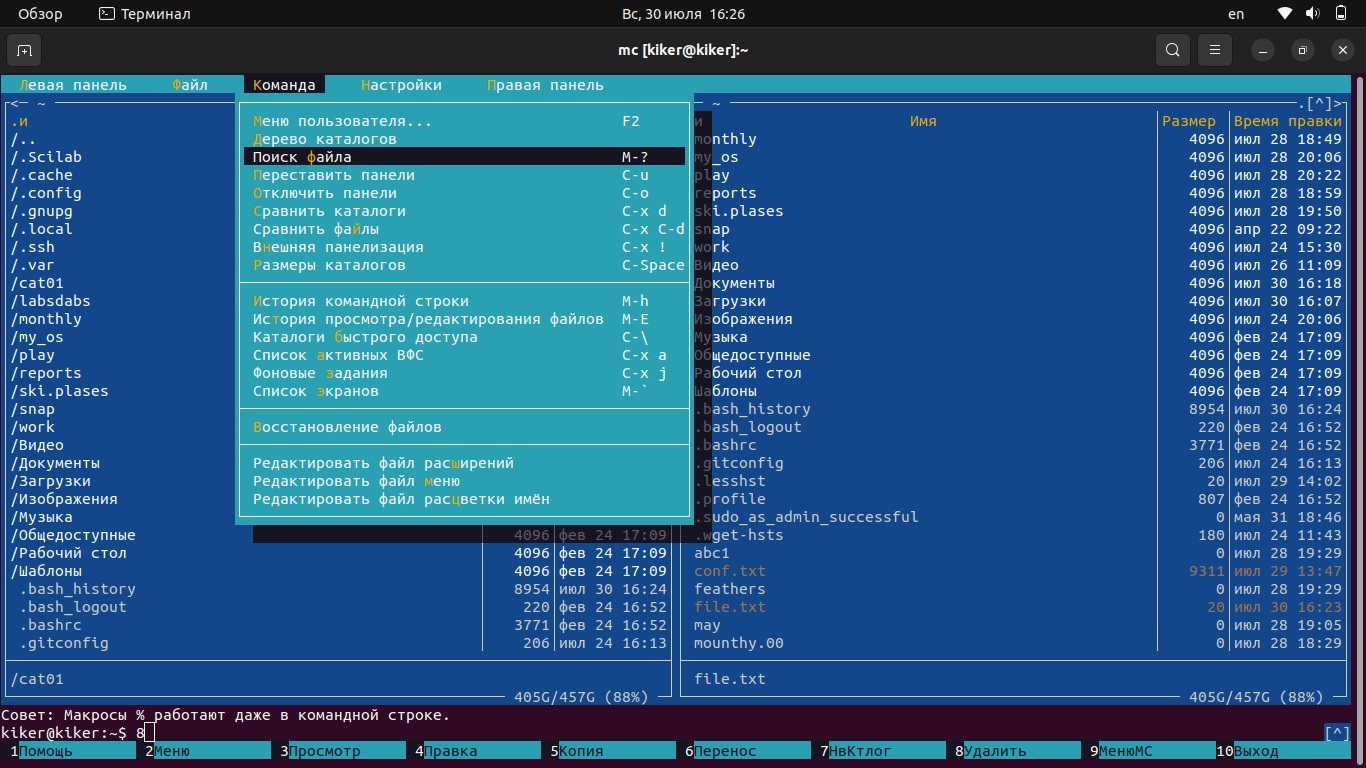 Обзор Терминал Вс, 30 июля 16:26 en
mc [kiker@kiker]:~
Левая панель Файл Команда Настройки Правая панель
<─ ~ ~ .[^]>
.и и Имя Размер Время правки
/.. monthly 4096 июл 28 18:49
/.Scilab my_os 4096 июл 28 20:06
/.cache play 4096 июл 28 20:22
/.config reports 4096 июл 28 18:59
/.gnupg ski.plases 4096 июл 28 19:50
/.local snap 4096 апр 22 09:22
/.ssh work 4096 июл 24 15:30
/.var Видео 4096 июл 26 11:09
/cat01 Документы 4096 июл 30 16:18
/labsdabs Загрузки 4096 июл 30 16:07
/monthly Изображения 4096 июл 24 20:06
/my_os Музыка 4096 фев 24 17:09
/play Общедоступные 4096 фев 24 17:09
/reports Рабочий стол 4096 фев 24 17:09
/ski.plases Шаблоны 4096 фев 24 17:09
/snap .bash_history 8954 июл 30 16:24
/work .bash_logout 220 фев 24 16:52
/Видео .bashrc 3771 фев 24 16:52
/Документы .gitconfig 206 июл 24 16:13
/Загрузки .lesshst 20 июл 29 14:02
/Изображения .profile 807 фев 24 16:52
/Музыка .sudo_as_admin_successful 0 мая 31 18:46
/Общедоступные 4096 фев 24 17:09 .wget-hsts 180 июл 24 11:43
/Рабочий стол 4096 фев 24 17:09 abc1 0 июл 28 19:29
/Шаблоны 4096 фев 24 17:09 conf.txt 9311 июл 29 13:47
.bash_history 8954 июл 30 16:24 feathers 0 июл 28 19:29
.bash_logout 220 фев 24 16:52 file.txt 20 июл 30 16:23
.bashrc 3771 фев 24 16:52 may 0 июл 28 19:05
.gitconfig 206 июл 24 16:13 mounthy.00 0 июл 28 18:29
/cat01 file.txt
405G/457G (88%) 405G/457G (88%)
Меню пользователя... F2
Дерево каталогов
Поиск файла M-?
Переставить панели C-u
Отключить панели C-o
Сравнить каталоги C-x d
Сравнить файлы C-x C-d
Внешняя панелизация C-x !
Размеры каталогов C-Space
История командной строки M-h
История просмотра/редактирования файлов M-E
Каталоги быстрого доступа C-\
Список активных ВФС C-x a
Фоновые задания C-x j
Список экранов M-`
Восстановление файлов
Редактировать файл расширений
Редактировать файл меню
Редактировать файл расцветки имён
Совет: Макросы % работают даже в командной строке.
kiker@kiker:~$ 8 [^]
1Помощь 2Меню 3Просмотр 4Правка 5Копия 6Перенос 7НвКтлог 8Удалить 9МенюMC 10Выход